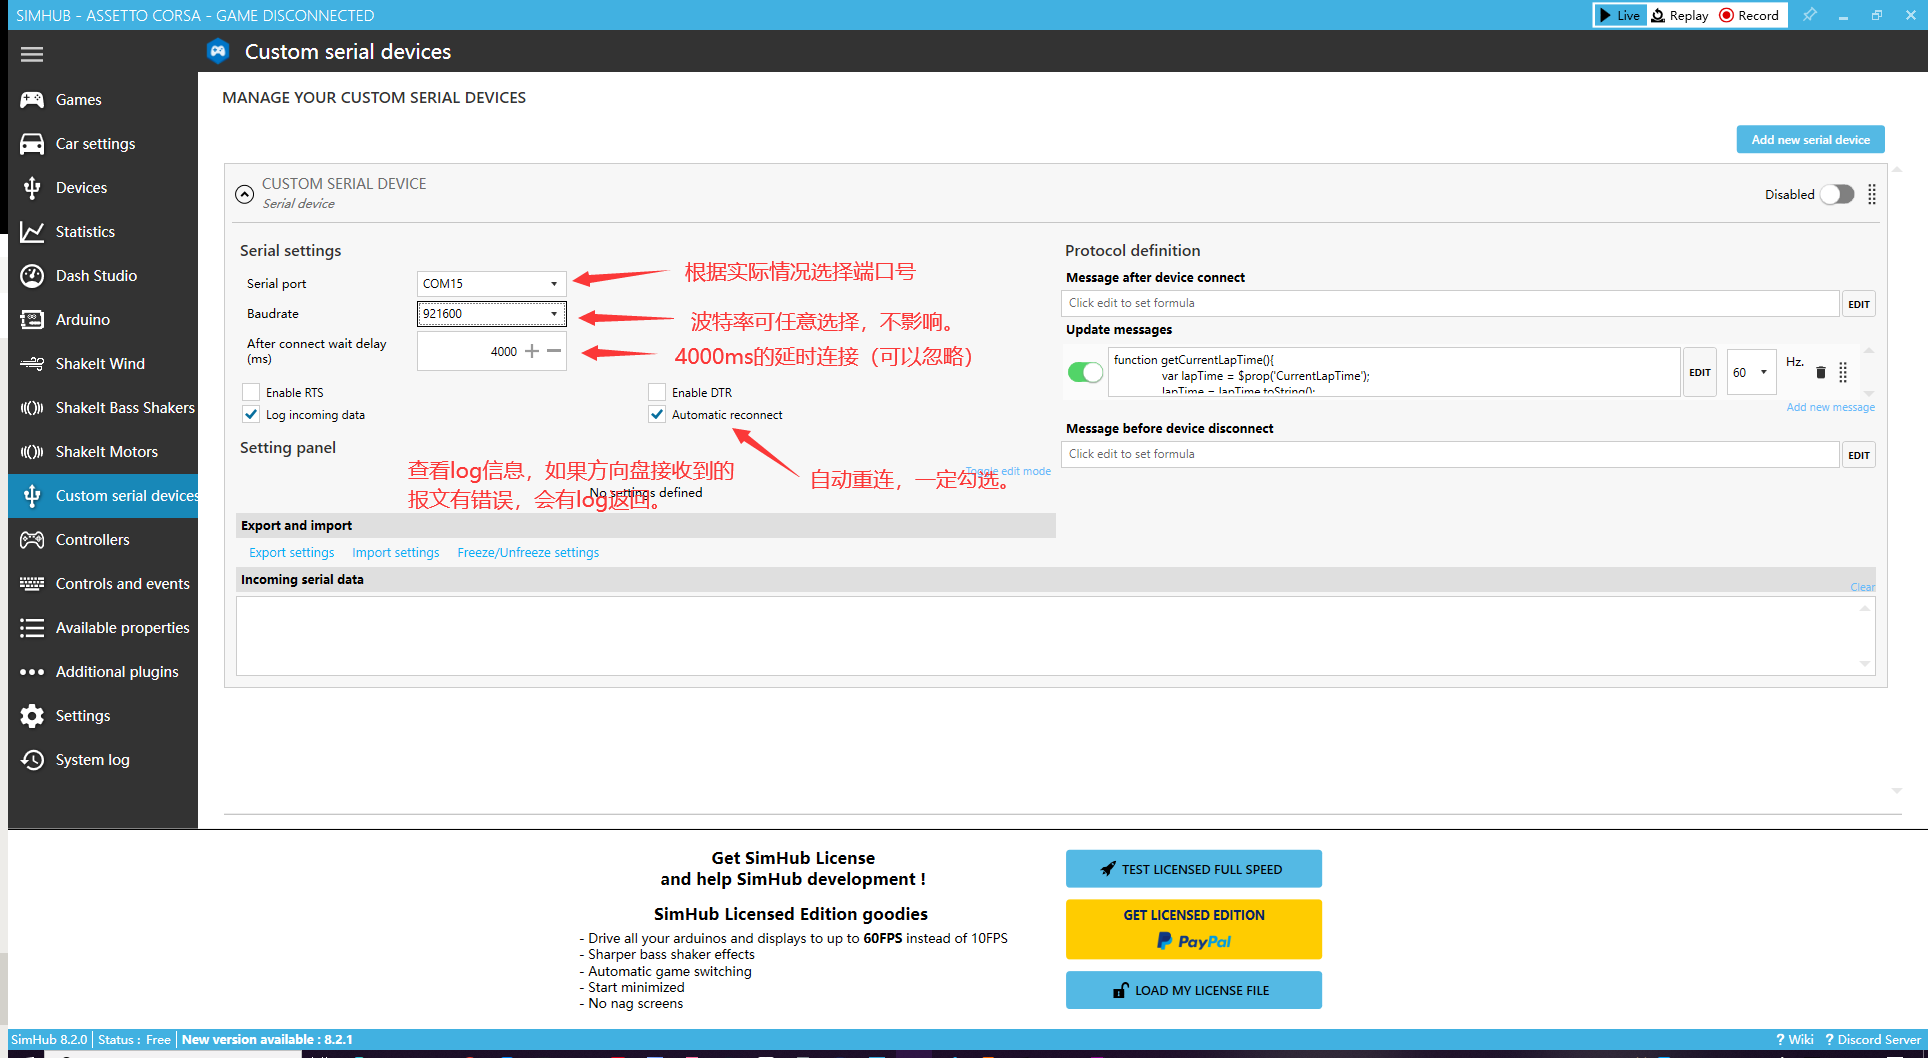 SIMHUB - ASSETTO CORSA - GAME DISCONNECTED
Live
Replay
Record
Custom serial devices
Games
Car settings
Devices
Statistics
Dash Studio
Arduino
ShakeIt Wind
ShakeIt Bass Shakers
ShakeIt Motors
Custom serial devices
Controllers
Controls and events
Available properties
Additional plugins
Settings
System log
MANAGE YOUR CUSTOM SERIAL DEVICES
Add new serial device
CUSTOM SERIAL DEVICE
Serial device
Disabled
Serial settings
Serial port
COM15
根据实际情况选择端口号
Baudrate
921600
波特率可任意选择，不影响。
After connect wait delay
(ms)
4000
4000ms的延时连接（可以忽略）
Enable RTS
Enable DTR
Log incoming data
Automatic reconnect
Setting panel
Toggle edit mode
查看log信息，如果方向盘接收到的
报文有错误，会有log返回。
自动重连，一定勾选。
No settings defined
Export and import
Export settings
Import settings
Freeze/Unfreeze settings
Incoming serial data
Clear
Protocol definition
Message after device connect
Click edit to set formula
EDIT
Update messages
function getCurrentLapTime(){
var lapTime = $prop('CurrentLapTime');
lapTime = lapTime.toString();
EDIT
60
Hz.
Add new message
Message before device disconnect
Click edit to set formula
EDIT
Get SimHub License
and help SimHub development !
SimHub Licensed Edition goodies
- Drive all your arduinos and displays to up to 60FPS instead of 10FPS
- Sharper bass shaker effects
- Automatic game switching
- Start minimized
- No nag screens
TEST LICENSED FULL SPEED
GET LICENSED EDITION
PayPal
LOAD MY LICENSE FILE
SimHub 8.2.0
Status : Free
New version available : 8.2.1
? Wiki
? Discord Server